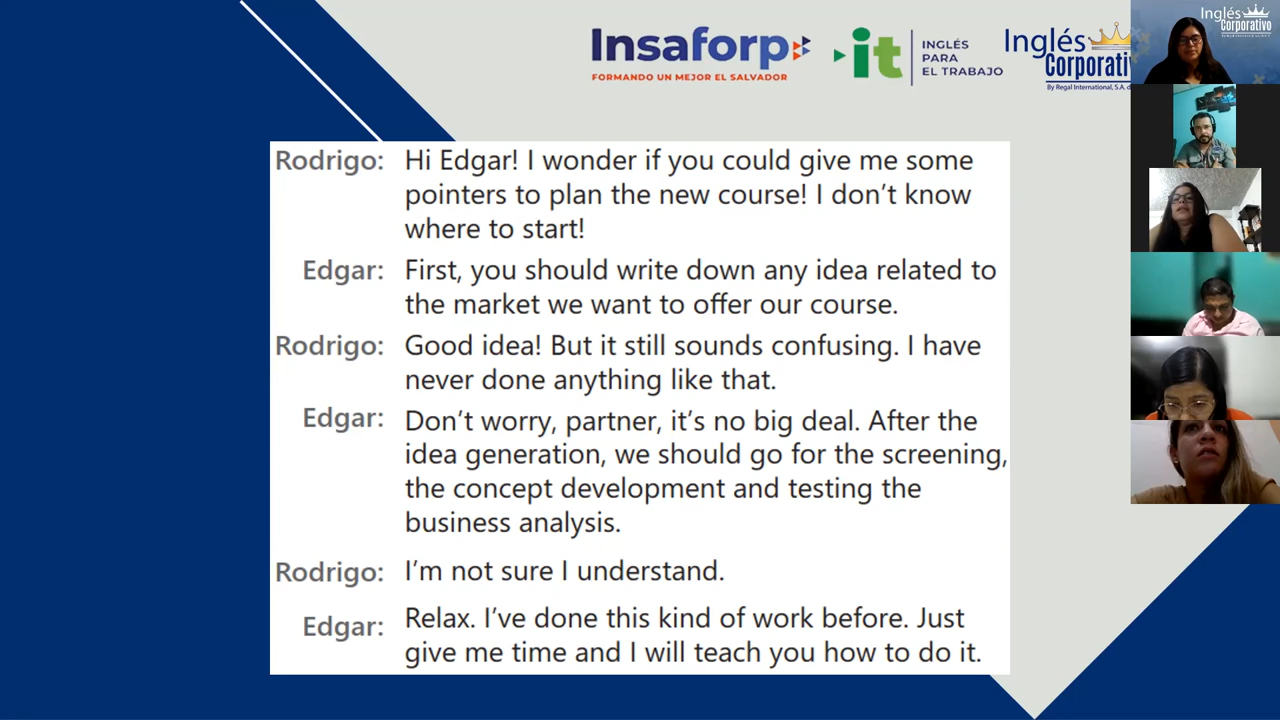 Insaforp
FORMANDO UN MEJOR EL SALVADOR
it
INGLÉS
PARA
EL TRABAJO
Inglés
Corporativ
By Regal International, S.A. d
Inglés
Corporativo
Rodrigo: Hi Edgar! I wonder if you could give me some
pointers to plan the new course! I don't know
where to start!
Edgar: First, you should write down any idea related to
the market we want to offer our course.
Rodrigo: Good idea! But it still sounds confusing. I have
never done anything like that.
Edgar: Don't worry, partner, it's no big deal. After the
idea generation, we should go for the screening,
the concept development and testing the
business analysis.
Rodrigo: I'm not sure I understand.
Edgar: Relax. I've done this kind of work before. Just
give me time and I will teach you how to do it.